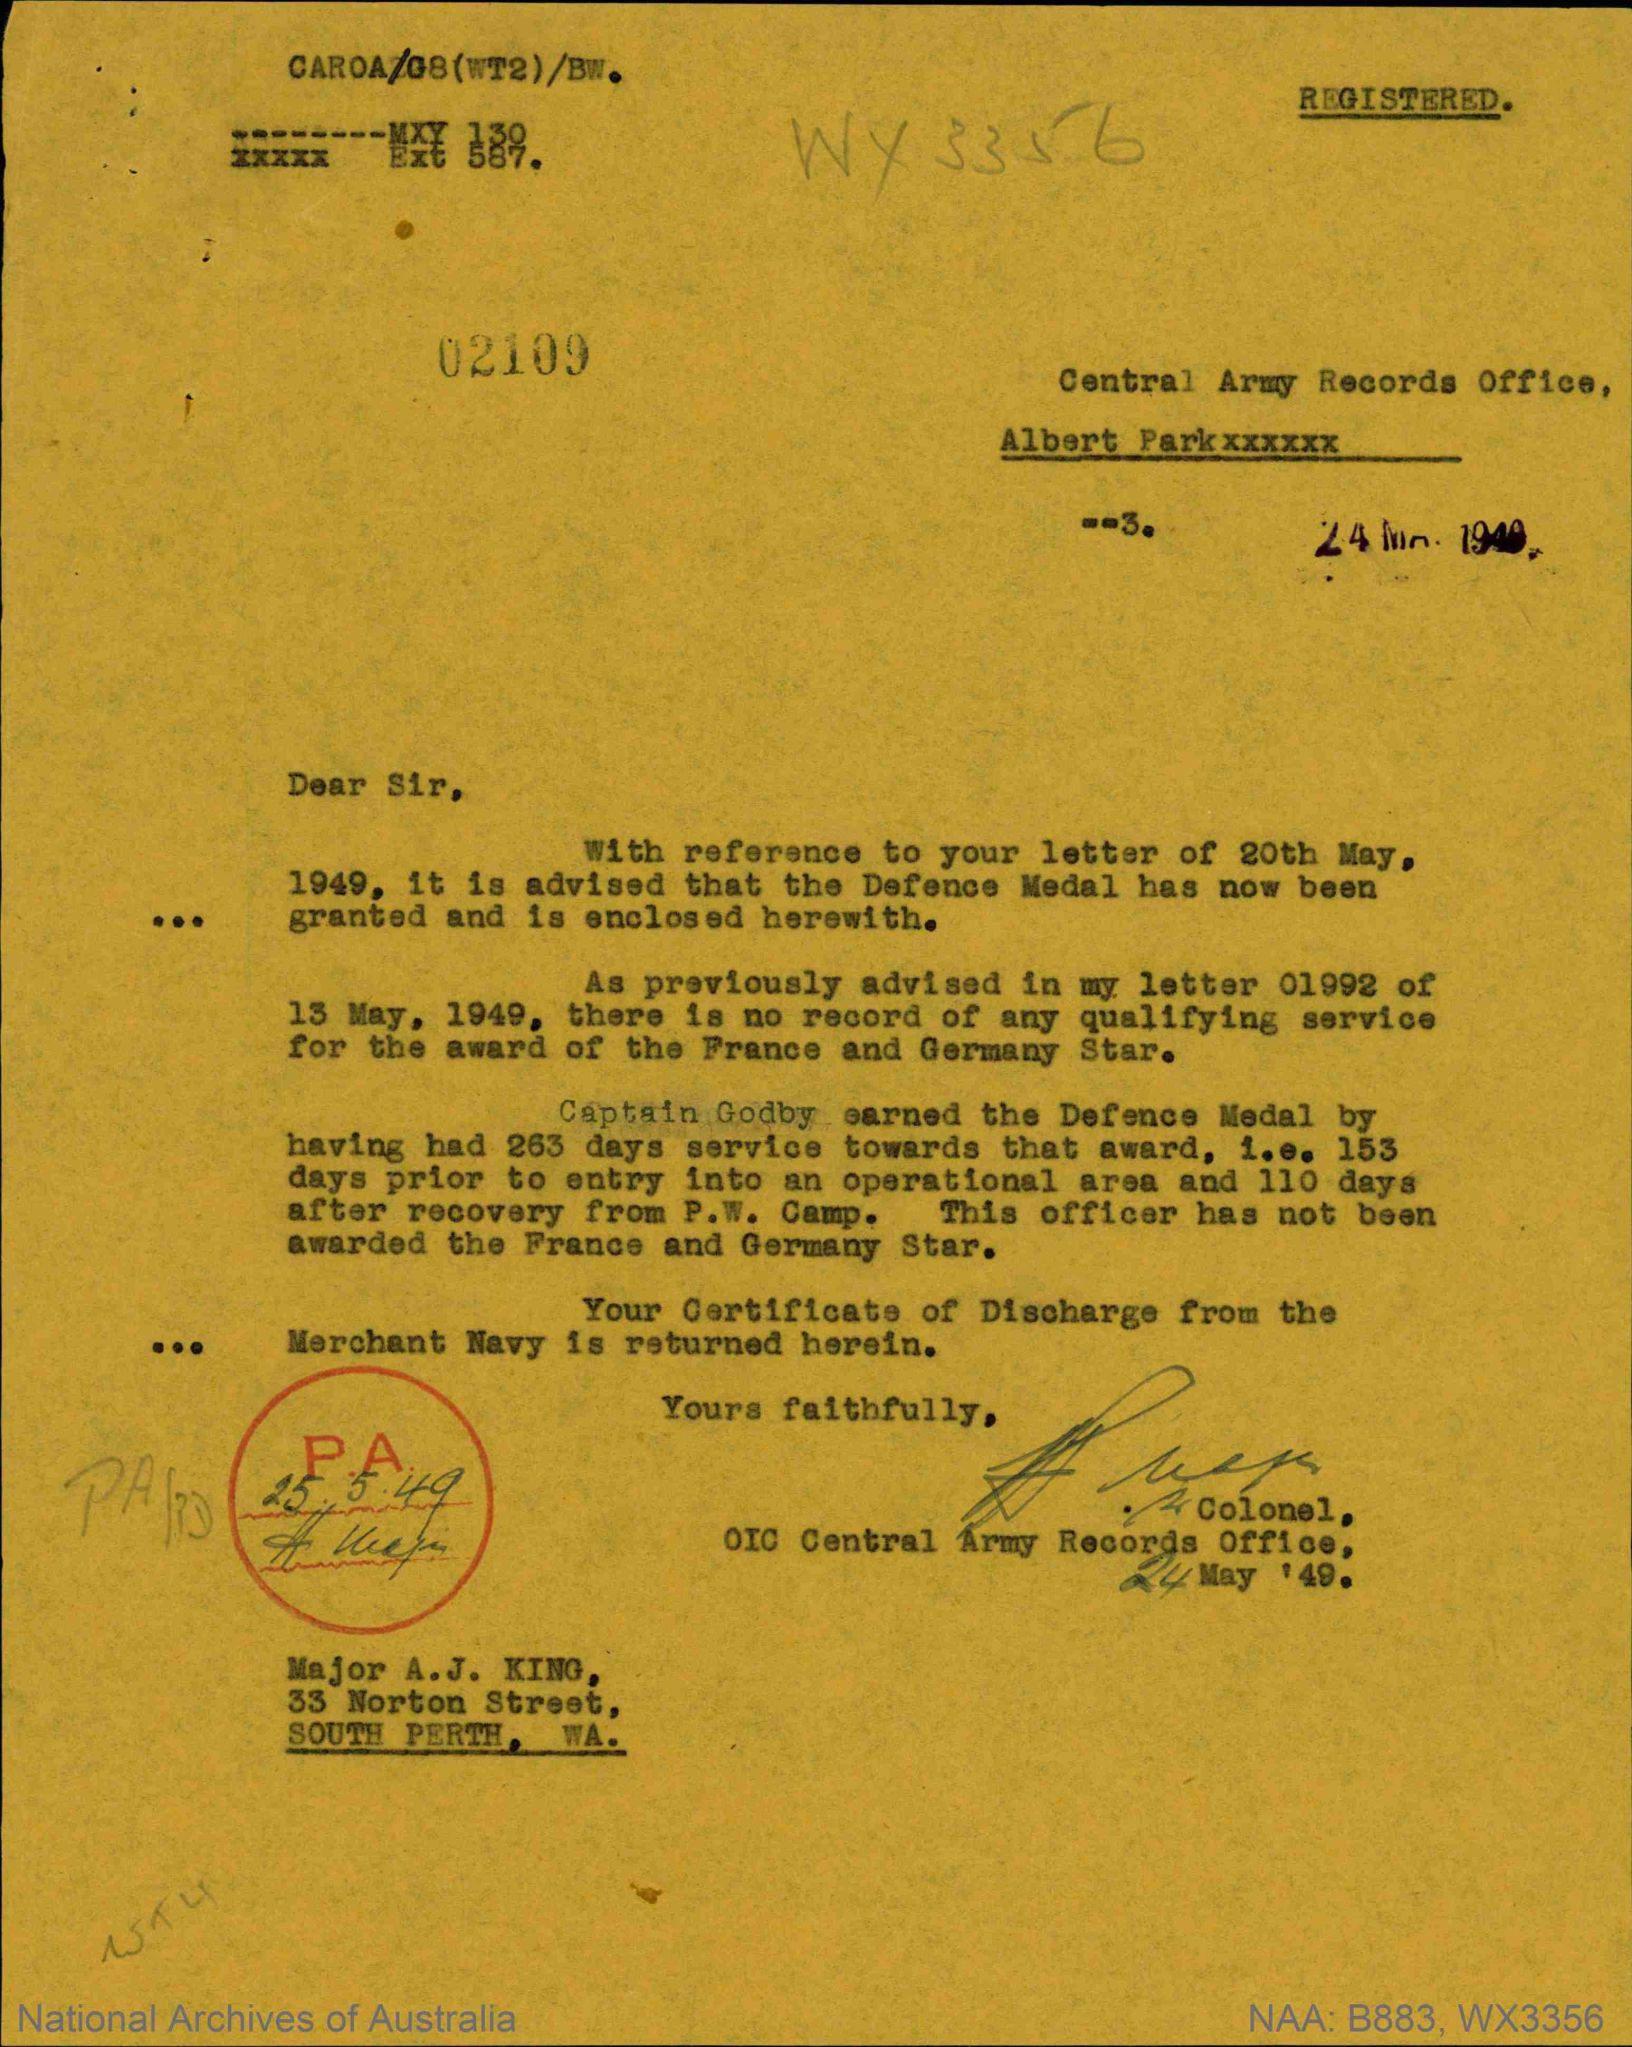 CAROA/G8(WT2)/BW.
REGISTERED.
--------MXY 130
xxxxx Ext 587.
WX 3356
02109
Central Army Records Office,
Albert Parkxxxxxx
--3.
24 1949.
Dear Sir,
With reference to your letter of 20th May,
1949, it is advised that the Defence Medal has now been
... granted and is enclosed herewith.
As previously advised in my letter 01992 of
13 May, 1949, there is no record of any qualifying service
for the award of the France and Germany Star.
Captain Godby earned the Defence Medal by
having had 263 days service towards that award, i.e. 153
days prior to entry into an operational area and 110 days
after recovery from P.W. Camp. This officer has not been
awarded the France and Germany Star.
Your Certificate of Discharge from the
... Merchant Navy is returned herein.
Yours faithfully,
Colonel,
OIC Central Army Records Office,
24 May '49.
P.A.
25.5.49
Major A.J. KING,
33 Norton Street,
SOUTH PERTH, WA.
National Archives of Australia
NAA: B883, WX3356